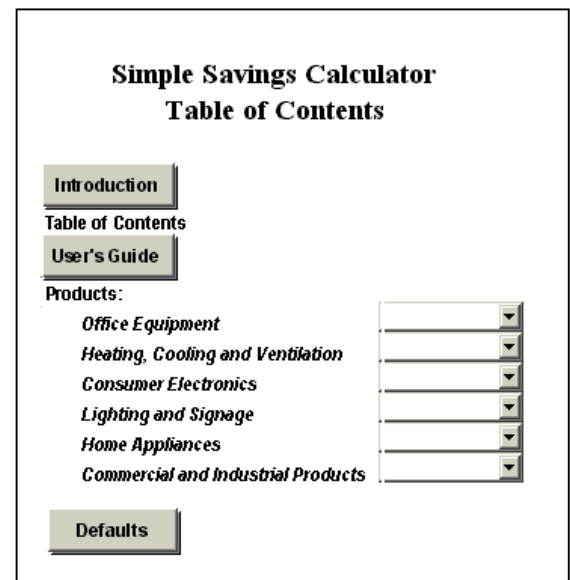 Simple Savings Calculator
Table of Contents
Introduction
Table of Contents
User's Guide
Products:
Office Equipment
Heating, Cooling and Ventilation
Consumer Electronics
Lighting and Signage
Home Appliances
Commercial and Industrial Products
Defaults